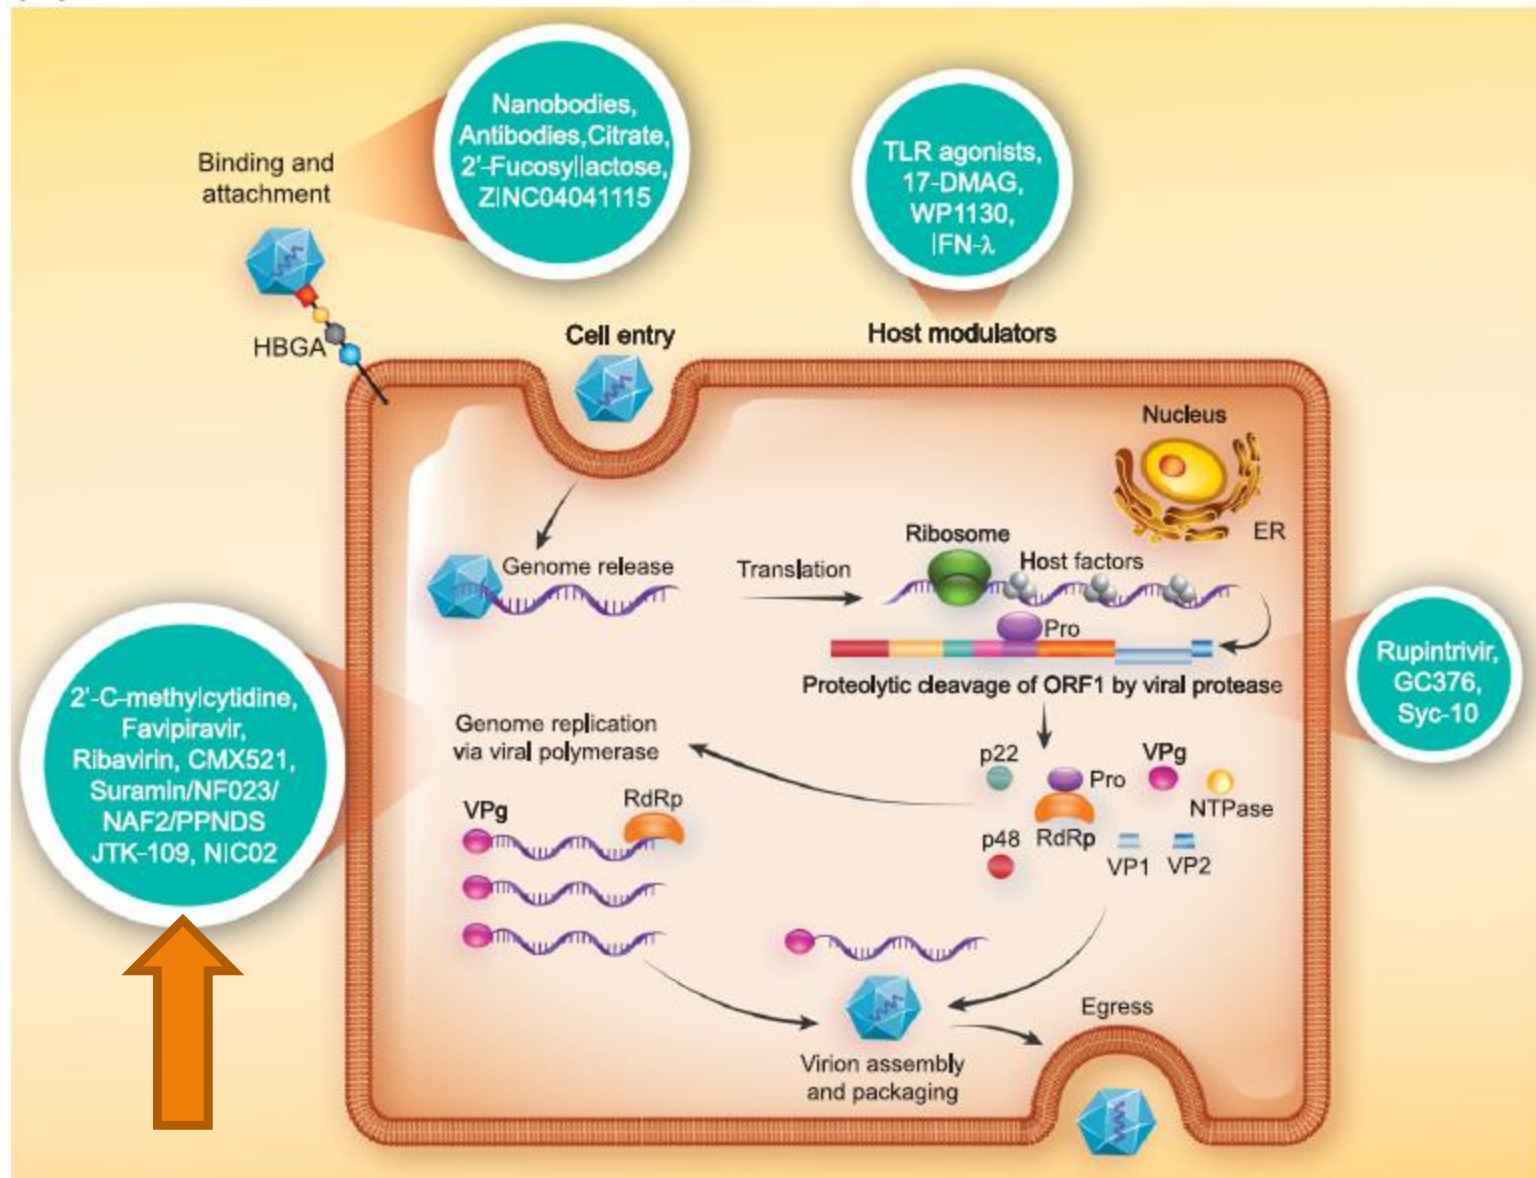 Nanobodies,
Antibodies,Citrate,
2'-Fucosyllactose,
ZINC04041115
TLR agonists,
17-DMAG,
WP1130,
IFN-λ
Binding and
attachment
HBGA
Cell entry
Host modulators
Nucleus
ER
Genome release
Translation
Ribosome
Host factors
Pro
Proteolytic cleavage of ORF1 by viral protease
Rupintrivir,
GC376,
Syc-10
2'-C-methylcytidine,
Favipiravir,
Ribavirin, CMX521,
Suramin/NF023/
NAF2/PPNDS
JTK-109, NIC02
Genome replication
via viral polymerase
VPg
RdRp
p22
Pro
VPg
NTPase
p48
RdRp
VP1
VP2
Virion assembly
and packaging
Egress